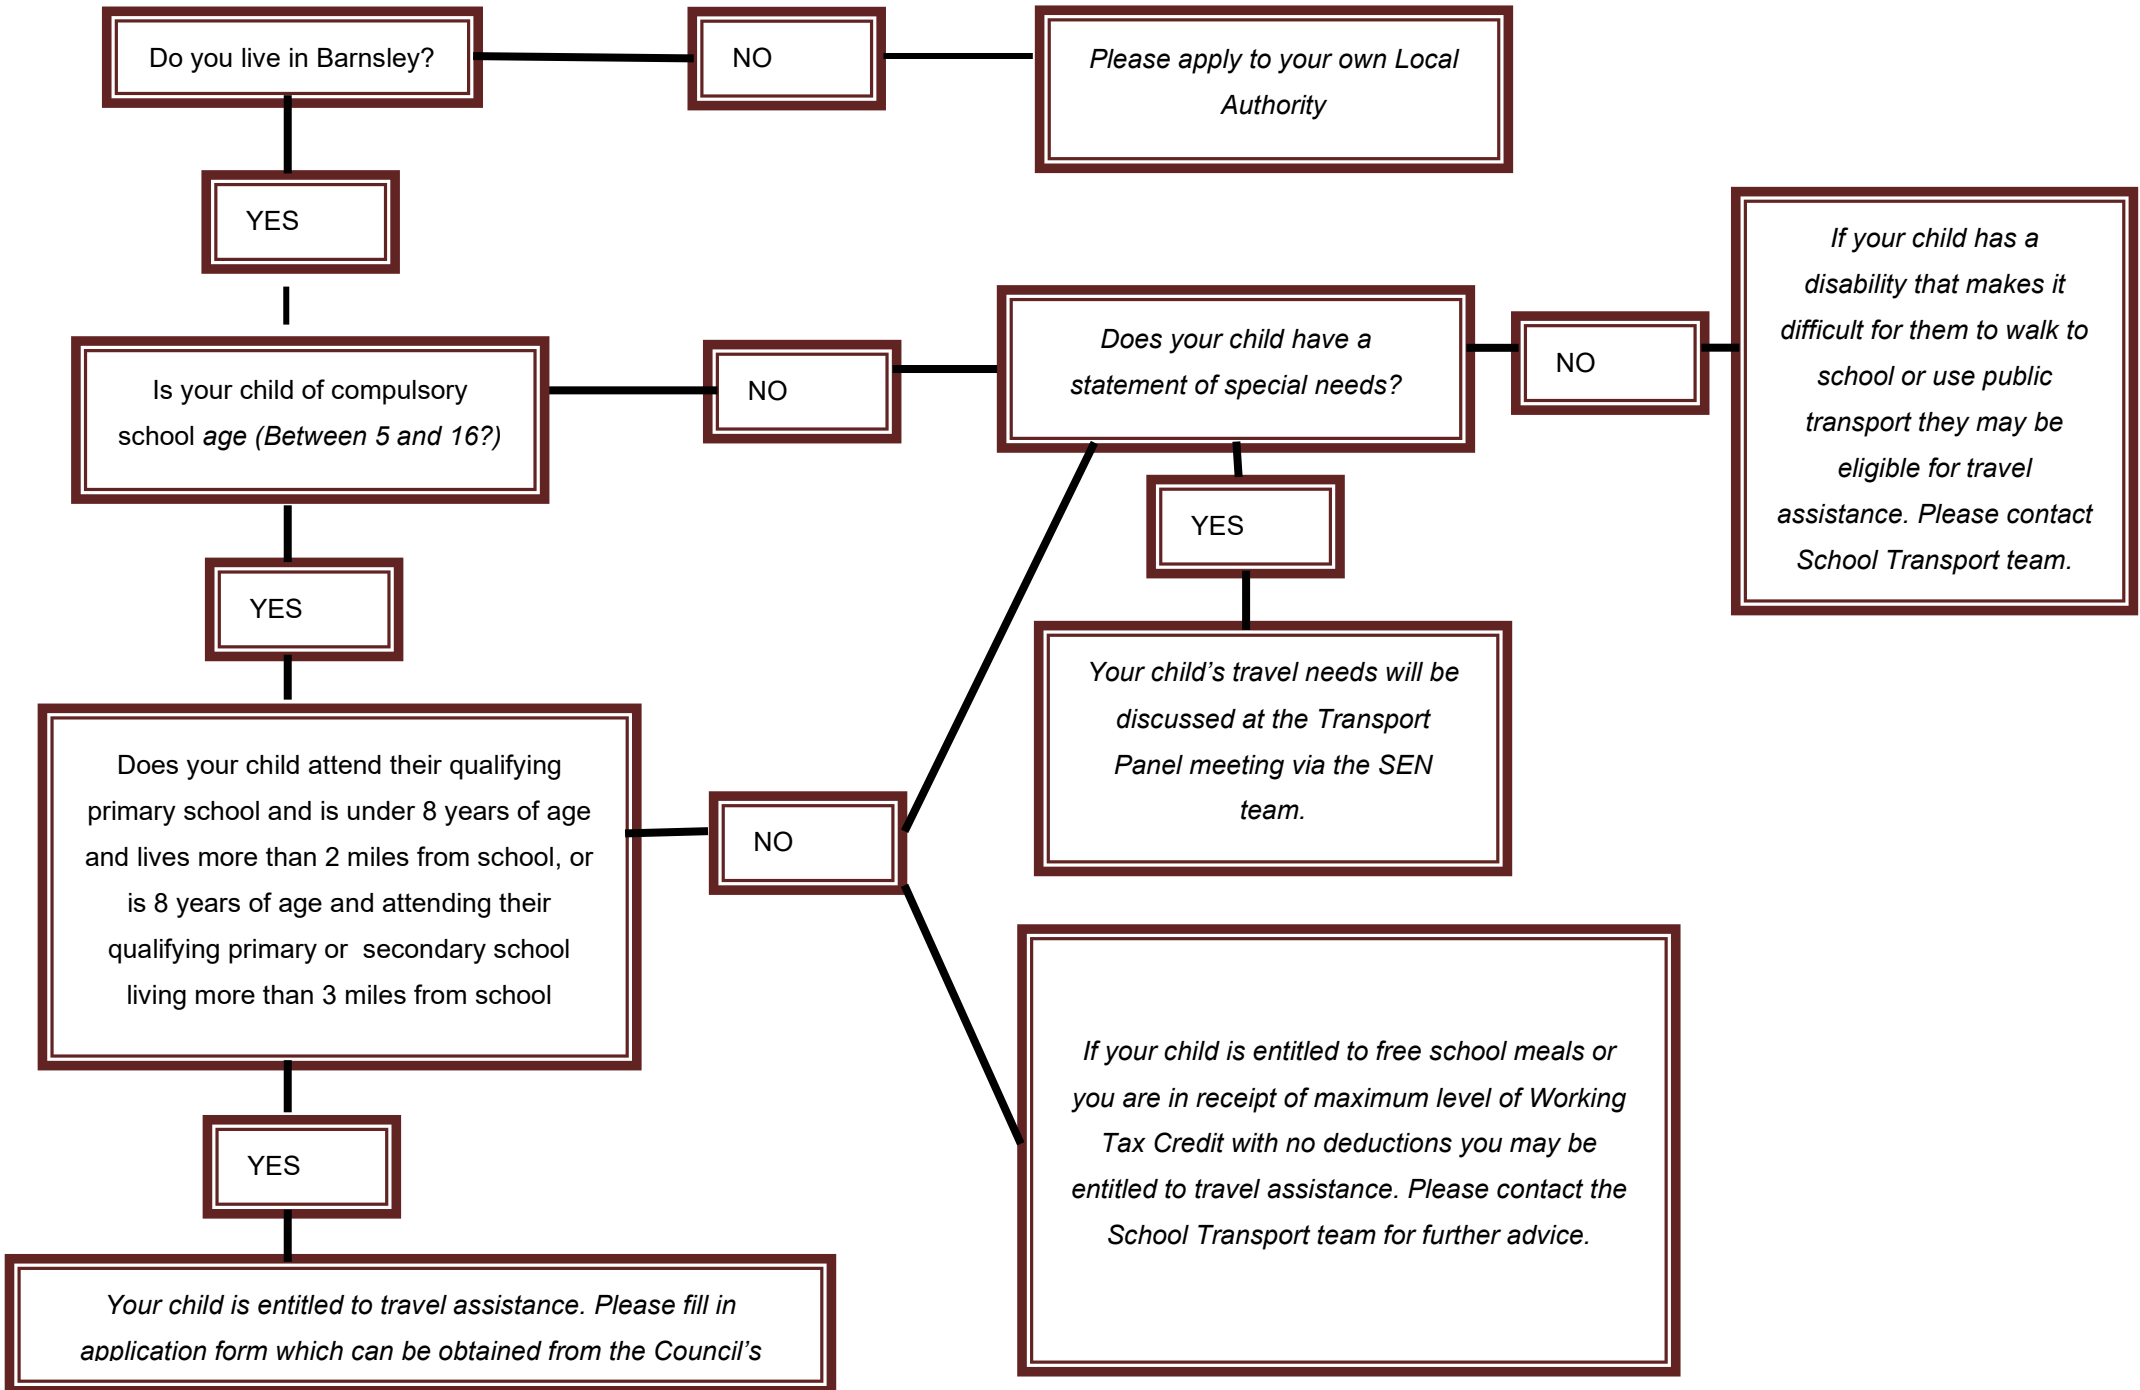 Do you live in Barnsley?
NO
Please apply to your own Local
Authority
YES
Is your child of compulsory
school age (Between 5 and 16?)
NO
Does your child have a
statement of special needs?
NO
If your child has a
disability that makes it
difficult for them to walk to
school or use public
transport they may be
eligible for travel
assistance. Please contact
School Transport team.
YES
Your child’s travel needs will be
discussed at the Transport
Panel meeting via the SEN
team.
YES
Does your child attend their qualifying
primary school and is under 8 years of age
and lives more than 2 miles from school, or
is 8 years of age and attending their
qualifying primary or secondary school
living more than 3 miles from school
NO
If your child is entitled to free school meals or
you are in receipt of maximum level of Working
Tax Credit with no deductions you may be
entitled to travel assistance. Please contact the
School Transport team for further advice.
YES
Your child is entitled to travel assistance. Please fill in
application form which can be obtained from the Council’s